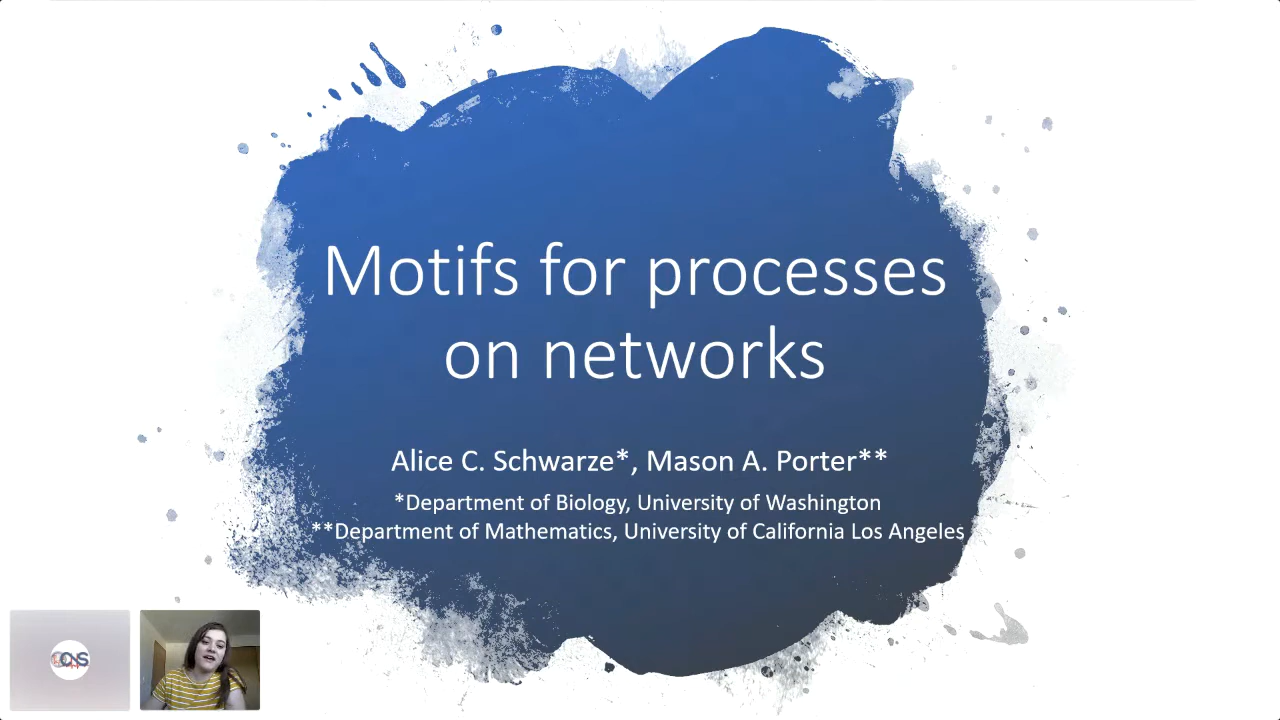 Motifs for processes
on networks
Alice C. Schwarze*, Mason A. Porter**
*Department of Biology, University of Washington
**Department of Mathematics, University of California Los Angeles